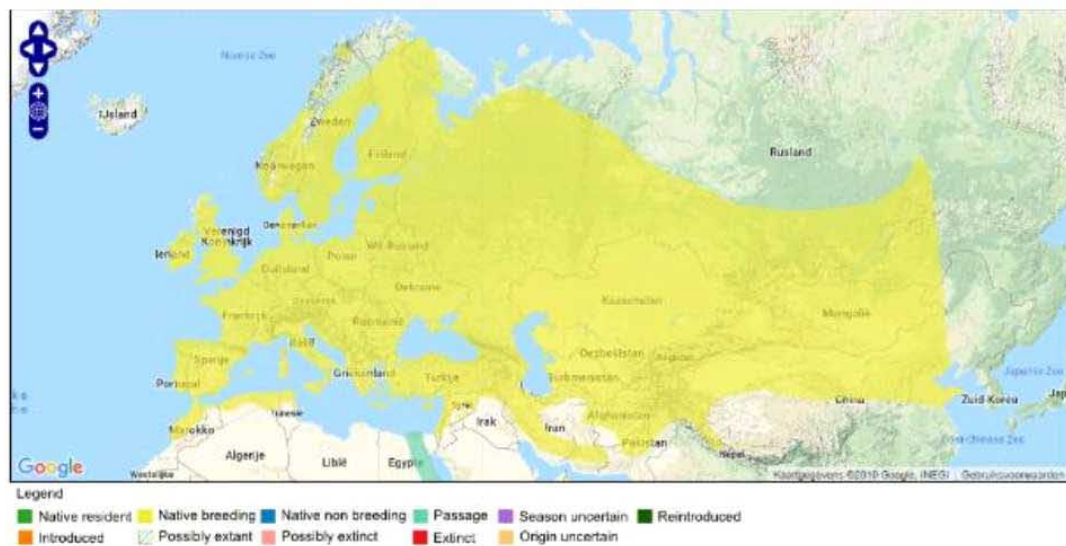 Noorse Zee
IJsland
Zweden
Rusland
Finland
Noorwegen
Denemarken
Verenigd
Koninkrijk
Ierland
Wit-Rusland
Polen
Duitsland
Oekraïne
Kazachstan
Mongolië
Frankrijk
Roemenië
Italië
Oezbekistan
Spanje
Japanse Zee
Portugal
Griekenland
Turkije
Turkmenistan
China
Zuid-Korea
Jap
Syrië
Tunesië
Afghanistan
Marokko
Irak
Iran
Oost-Chinese Zee
Algerije
Libië
Egypte
Pakistan
Nepal
Google
Westelijke
Kaartgegevens ©2019 Google, INEGI
Gebruiksvoorwaarden
Legend
Native resident Native breeding Native non breeding Passage Season uncertain Reintroduced
Introduced Possibly extant Possibly extinct Extinct Origin uncertain